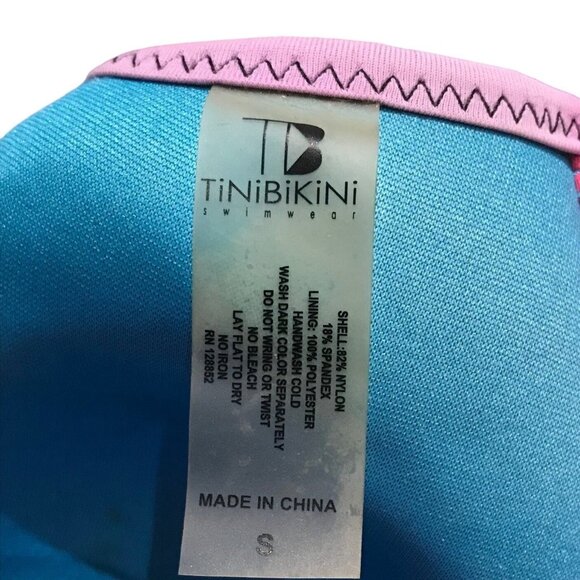 TB
TiNiBiKiNi
swimwear
SHELL:82% NYLON
18% SPANDEX
LINING: 100% POLYESTER
HANDWASH COLD
WASH DARK COLOR SEPARATELY
DO NOT WRING OR TWIST
NO BLEACH
LAY FLAT TO DRY
NO IRON
RN 128852
MADE IN CHINA
S